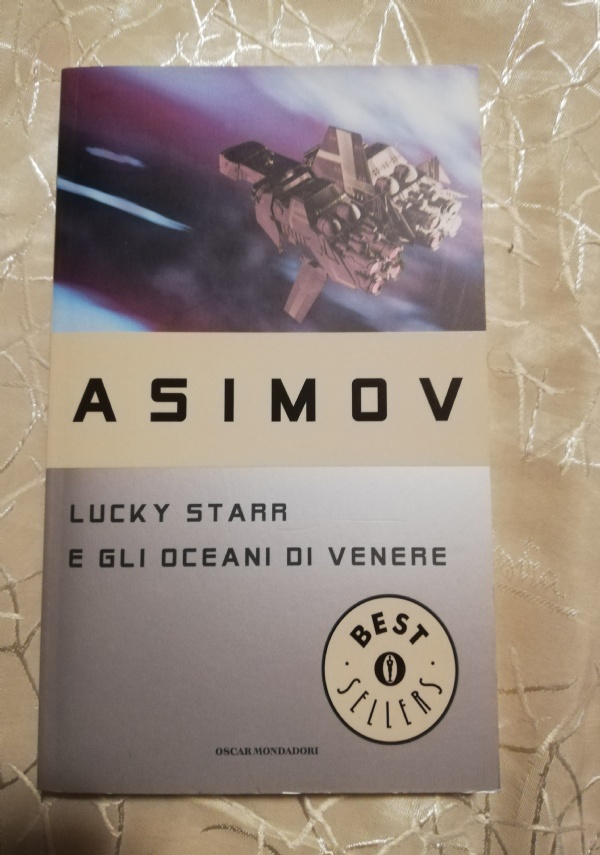 ASIMOV
LUCKY STARR
E GLI OCEANI DI VENERE
BEST
SELLERS
OSCAR MONDADORI